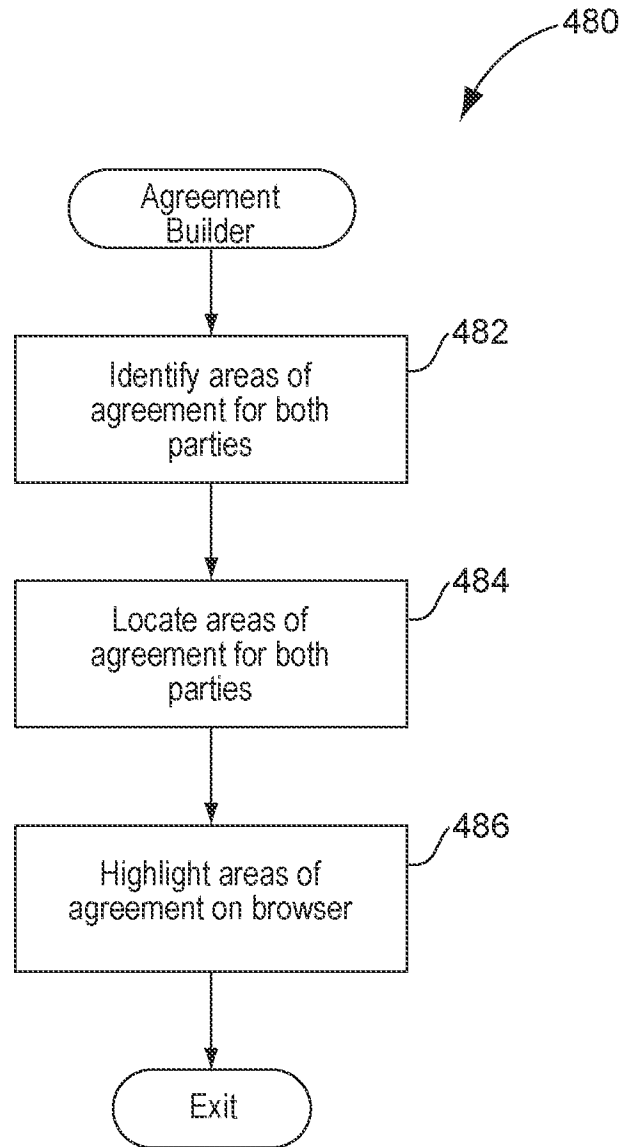 480
Agreement
Builder
482
Identify areas of
agreement for both
parties
484
Locate areas of
agreement for both
parties
486
Highlight areas of
agreement on browser
Exit